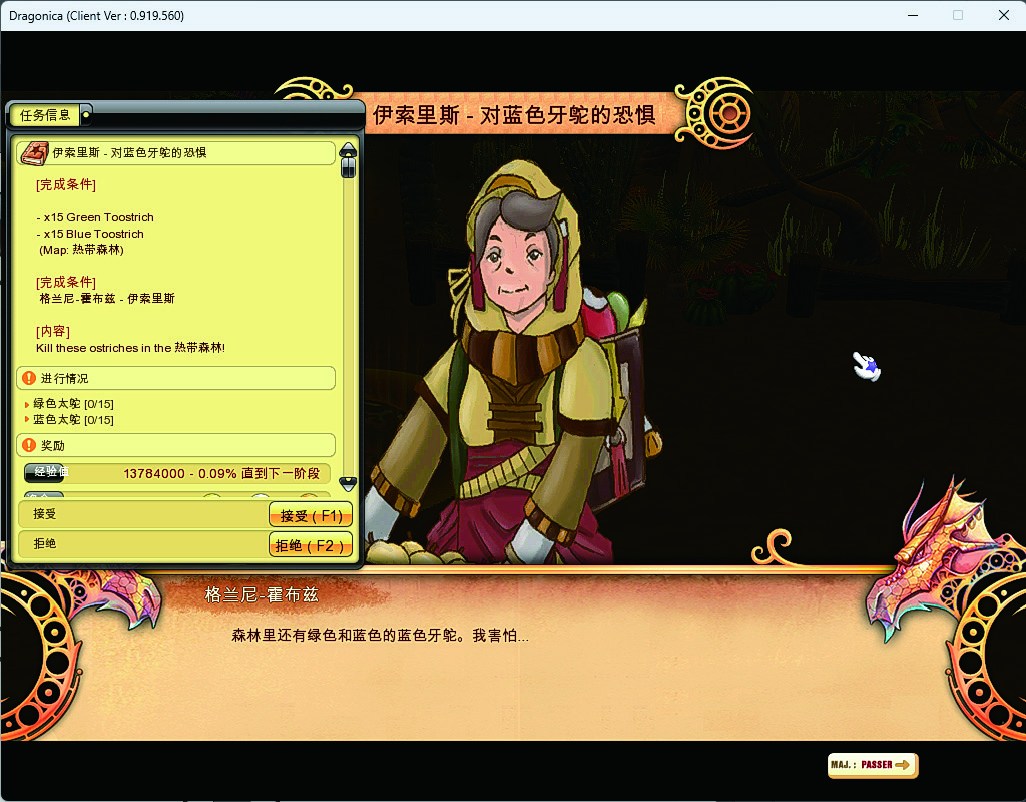 Dragonica (Client Ver : 0.919.560)
伊索里斯 - 对蓝色牙鸵的恐惧
任务信息
伊索里斯 - 对蓝色牙鸵的恐惧
[完成条件]
- x15 Green Toostrich
- x15 Blue Toostrich
(Map: 热带森林)
[完成条件]
格兰尼-霍布兹 - 伊索里斯
[内容]
Kill these ostriches in the 热带森林!
进行情况
绿色太鸵 [0/15]
蓝色太鸵 [0/15]
奖励
经验值 13784000 - 0.09% 直到下一阶段
接受 接受 ( F1)
拒绝 拒绝 ( F2 )
格兰尼-霍布兹
森林里还有绿色和蓝色的蓝色牙鸵。我害怕...
MAJ. : PASSER